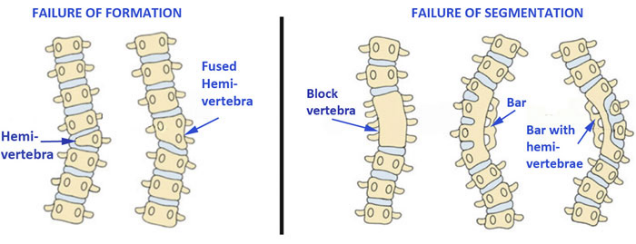 FAILURE OF FORMATION
Fused
Hemi-
vertebra
Hemi-
vertebra
FAILURE OF SEGMENTATION
Block
vertebra
Bar
Bar with
hemi-
vertebrae